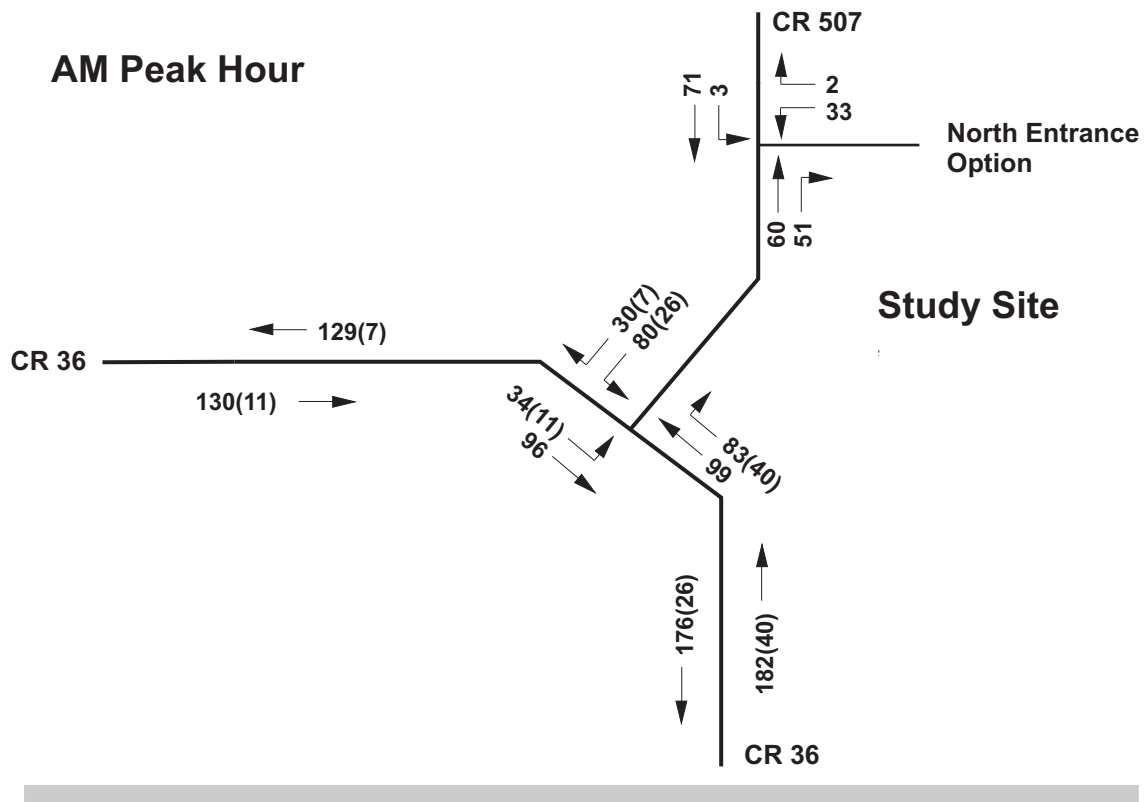 CR 507
AM Peak Hour
71
3
2
33
North Entrance
Option
60
51
Study Site
30(7)
80(26)
129(7)
CR 36
130(11)
34(11)
96
83(40)
99
176(26)
182(40)
CR 36